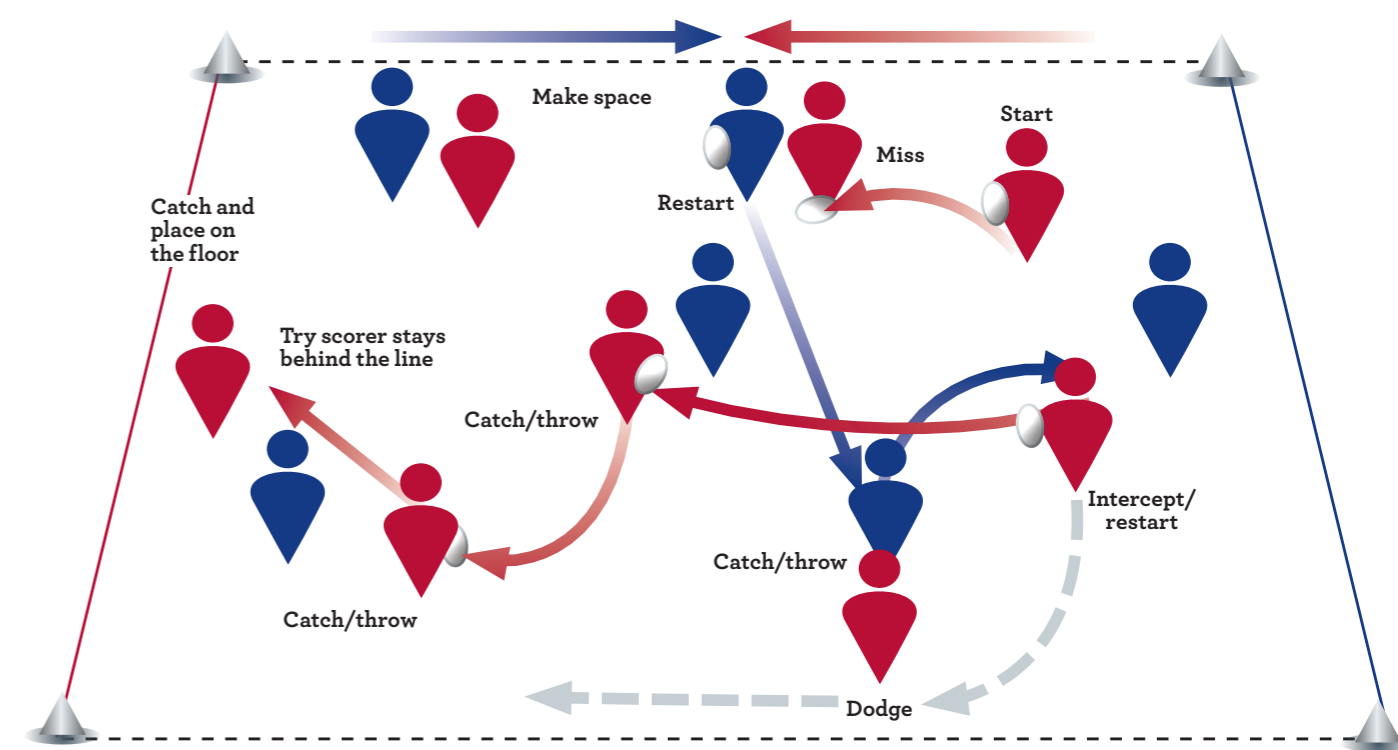 Make space
Start
Miss
Restart
Catch and
place on
the floor
Try scorer stays
behind the line
Catch/throw
Intercept/
restart
Catch/throw
Catch/throw
Dodge